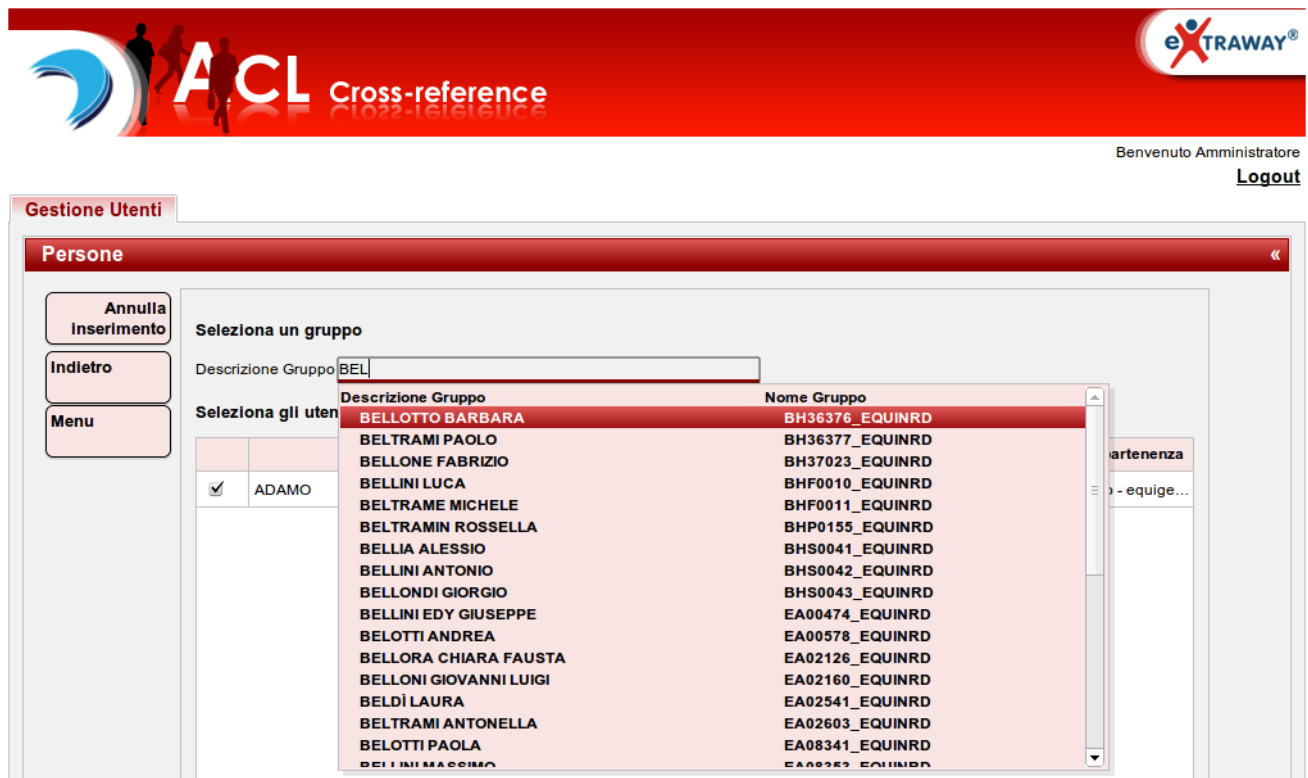 ACL Cross-reference
eXTRAWAY®
Benvenuto Amministratore
Logout
Gestione Utenti
Persone «
Annulla
inserimento
Indietro
Menu
Seleziona un gruppo
Descrizione Gruppo BEL
Seleziona gli uten
Descrizione Gruppo Nome Gruppo
BELLOTTO BARBARA BH36376_EQUINRD
BELTRAMI PAOLO BH36377_EQUINRD
BELLONE FABRIZIO BH37023_EQUINRD
BELLINI LUCA BHF0010_EQUINRD
BELTRAME MICHELE BHF0011_EQUINRD
BELTRAMIN ROSSELLA BHP0155_EQUINRD
BELLIA ALESSIO BHS0041_EQUINRD
BELLINI ANTONIO BHS0042_EQUINRD
BELLONDI GIORGIO BHS0043_EQUINRD
BELLINI EDY GIUSEPPE EA00474_EQUINRD
BELOTTI ANDREA EA00578_EQUINRD
BELLORA CHIARA FAUSTA EA02126_EQUINRD
BELLONI GIOVANNI LUIGI EA02160_EQUINRD
BELDÌ LAURA EA02541_EQUINRD
BELTRAMI ANTONELLA EA02603_EQUINRD
BELOTTI PAOLA EA08341_EQUINRD
BELLINI MASSIMO EA08353_EQUINRD
artenenza
ADAMO
o - equige...